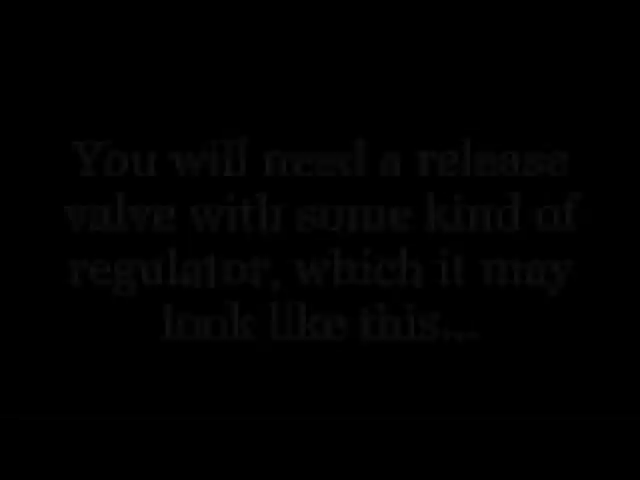 You will need a release
valve with some kind of
regulator, which it may
look like this...